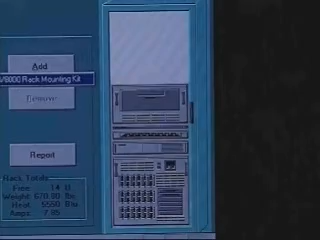 Add
/8000 Rack Mounting Kit
Remove
Report
Rack Totals
Free: 14 U
Weight: 670.80 lbs
Heat: 5550 Btu
Amps: 7.85